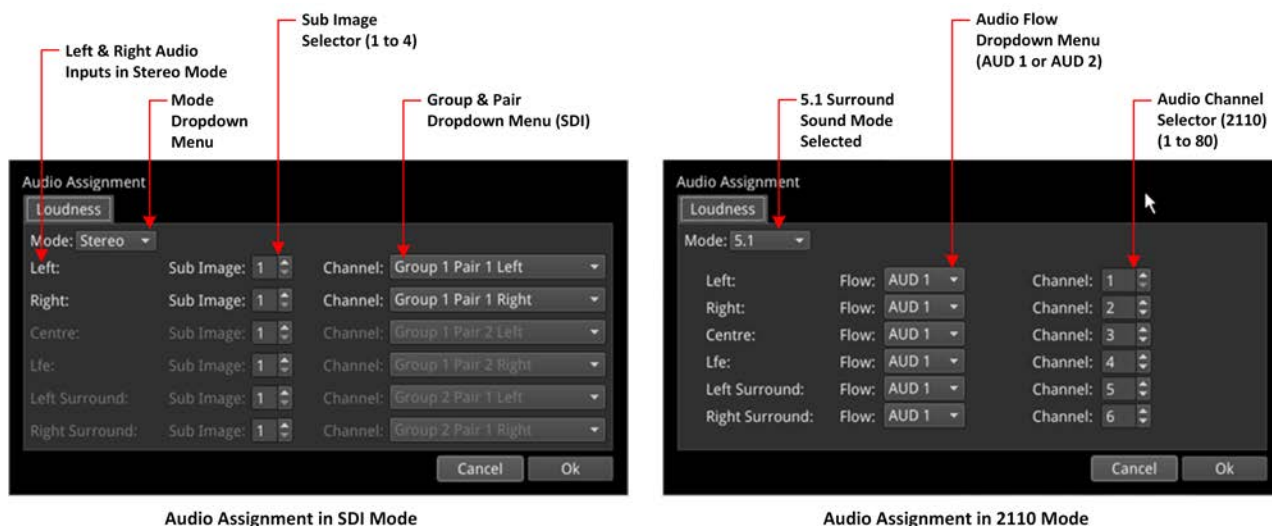 Left & Right Audio
Inputs in Stereo Mode
Mode
Dropdown
Menu
Sub Image
Selector (1 to 4)
Group & Pair
Dropdown Menu (SDI)
Audio Assignment
Loudness
Mode: Stereo
Left: Sub Image: 1 Channel: Group 1 Pair 1 Left
Right: Sub Image: 1 Channel: Group 1 Pair 1 Right
Centre: Sub Image: 1 Channel: Group 1 Pair 2 Left
Lfe: Sub Image: 1 Channel: Group 1 Pair 2 Right
Left Surround: Sub Image: 1 Channel: Group 2 Pair 1 Left
Right Surround: Sub Image: 1 Channel: Group 2 Pair 1 Right
Cancel Ok
Audio Assignment in SDI Mode
5.1 Surround
Sound Mode
Selected
Audio Flow
Dropdown Menu
(AUD 1 or AUD 2)
Audio Channel
Selector (2110)
(1 to 80)
Audio Assignment
Loudness
Mode: 5.1
Left: Flow: AUD 1 Channel: 1
Right: Flow: AUD 1 Channel: 2
Centre: Flow: AUD 1 Channel: 3
Lfe: Flow: AUD 1 Channel: 4
Left Surround: Flow: AUD 1 Channel: 5
Right Surround: Flow: AUD 1 Channel: 6
Cancel Ok
Audio Assignment in 2110 Mode